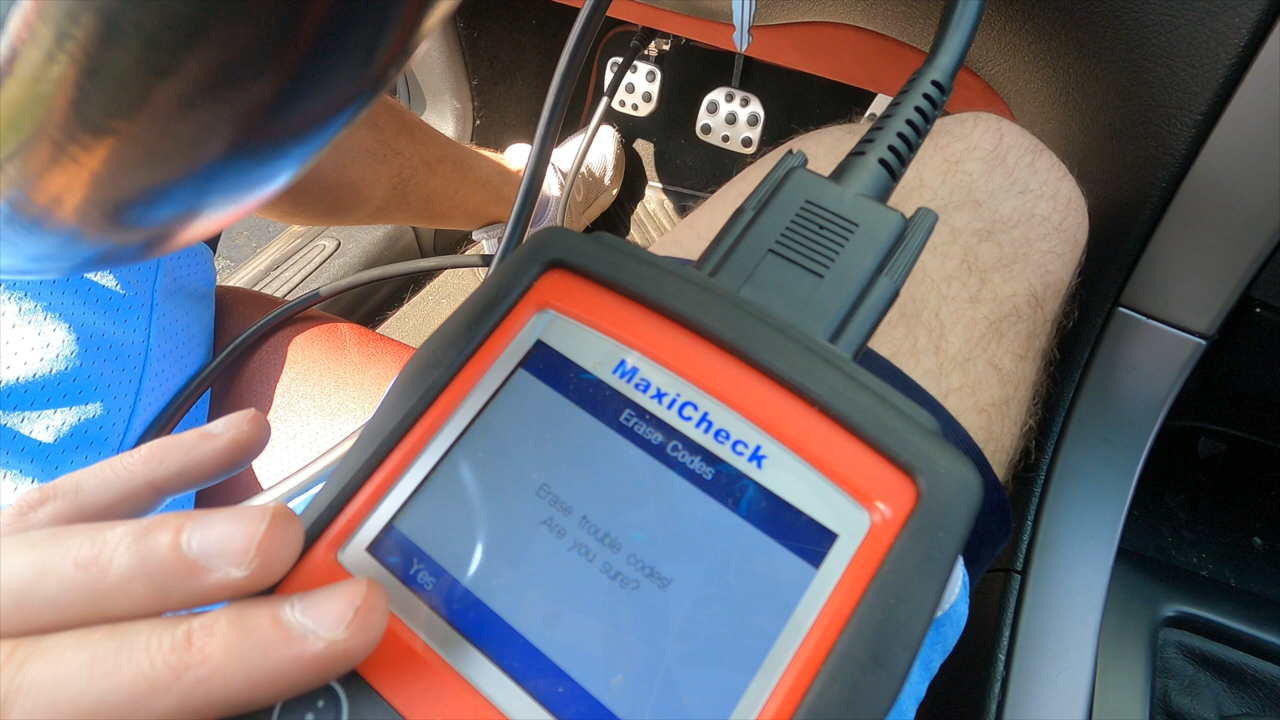 MaxiCheck
Erase Codes
Erase trouble codes!
Are you sure?
Yes